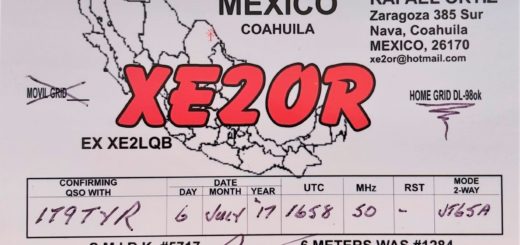 MEXICO
COAHUILA
RAFAEL ORTIZ
Zaragoza 385 Sur
Nava, Coahuila
MEXICO, 26170
xe2or@hotmail.com
MOVIL GRID
XE2OR
HOME GRID DL-98ok
EX XE2LQB
CONFIRMING QSO WITH
DATE
DAY MONTH YEAR
UTC
MHz
RST
MODE 2-WAY
IT9TYR 6 July '17 1658 50 - JT65A
6 METERS WAS #1284